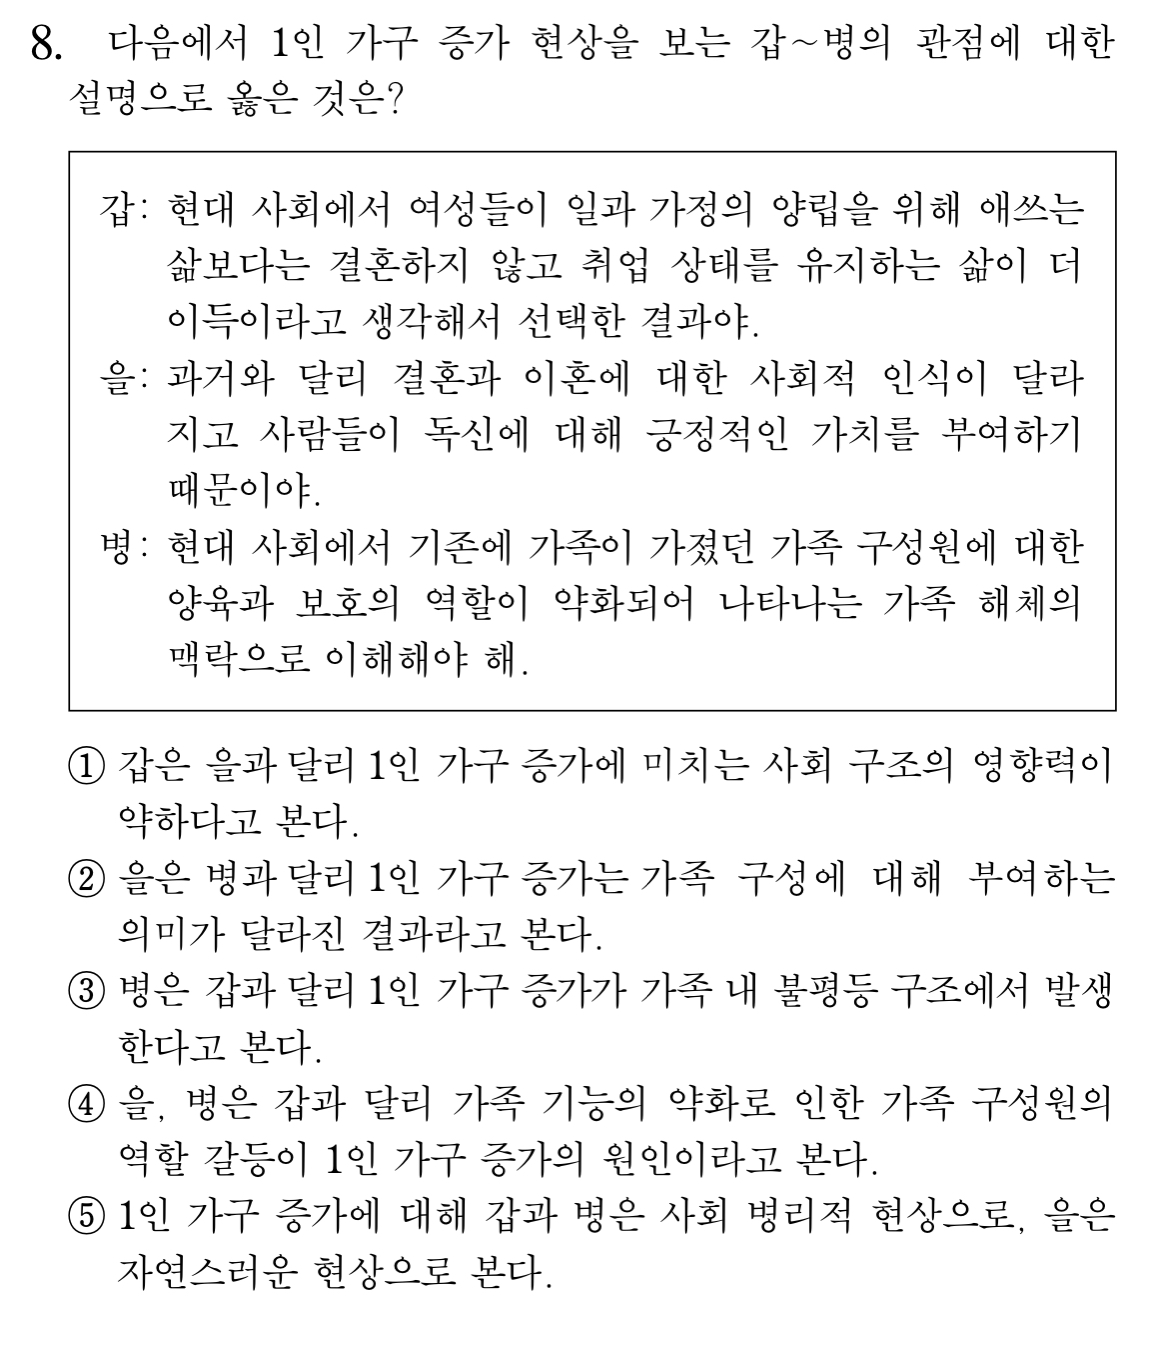 8. 다음에서 1인 가구 증가 현상을 보는 갑~병의 관점에 대한
설명으로 옳은 것은?
갑: 현대 사회에서 여성들이 일과 가정의 양립을 위해 애쓰는
삶보다는 결혼하지 않고 취업 상태를 유지하는 삶이 더
이득이라고 생각해서 선택한 결과야.
을: 과거와 달리 결혼과 이혼에 대한 사회적 인식이 달라
지고 사람들이 독신에 대해 긍정적인 가치를 부여하기
때문이야.
병: 현대 사회에서 기존에 가족이 가졌던 가족 구성원에 대한
양육과 보호의 역할이 약화되어 나타나는 가족 해체의
맥락으로 이해해야 해.
① 갑은 을과 달리 1인 가구 증가에 미치는 사회 구조의 영향력이
약하다고 본다.
② 을은 병과 달리 1인 가구 증가는 가족 구성에 대해 부여하는
의미가 달라진 결과라고 본다.
③ 병은 갑과 달리 1인 가구 증가가 가족 내 불평등 구조에서 발생
한다고 본다.
④ 을, 병은 갑과 달리 가족 기능의 약화로 인한 가족 구성원의
역할 갈등이 1인 가구 증가의 원인이라고 본다.
⑤ 1인 가구 증가에 대해 갑과 병은 사회 병리적 현상으로, 을은
자연스러운 현상으로 본다.